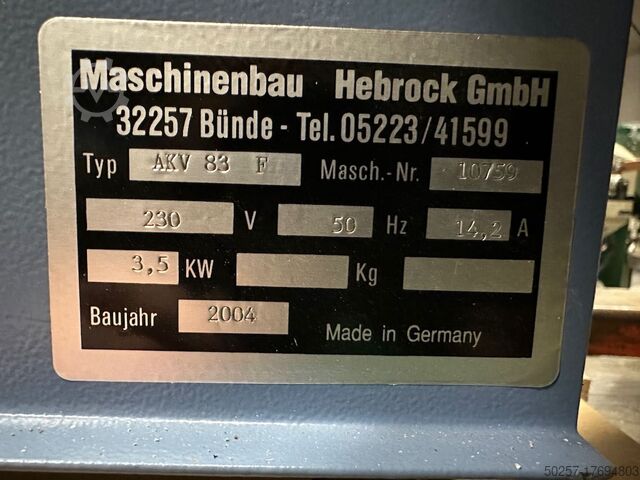 Maschinenbau Hebrock GmbH
32257 Bünde - Tel. 05223/41599
Typ AKV 83 F Masch.-Nr. 10759
230 V 50 Hz 14,2 A
3,5 KW Kg
Baujahr 2004 Made in Germany
50257-17694803